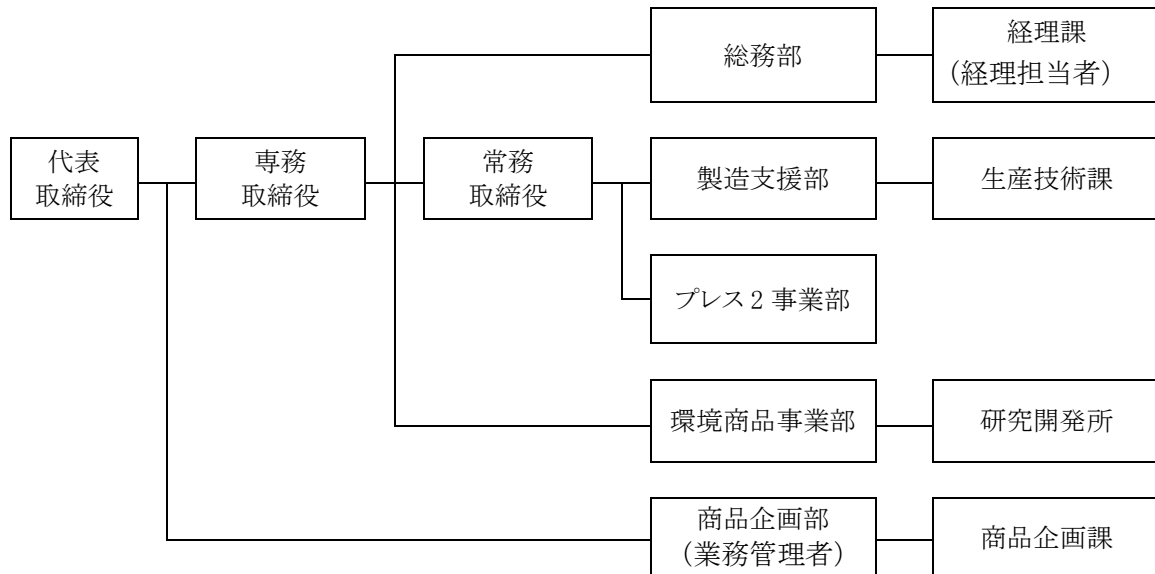 総務部
経理課
（経理担当者）
代表
取締役
専務
取締役
常務
取締役
製造支援部
生産技術課
プレス2事業部
環境商品事業部
研究開発所
商品企画部
（業務管理者）
商品企画課